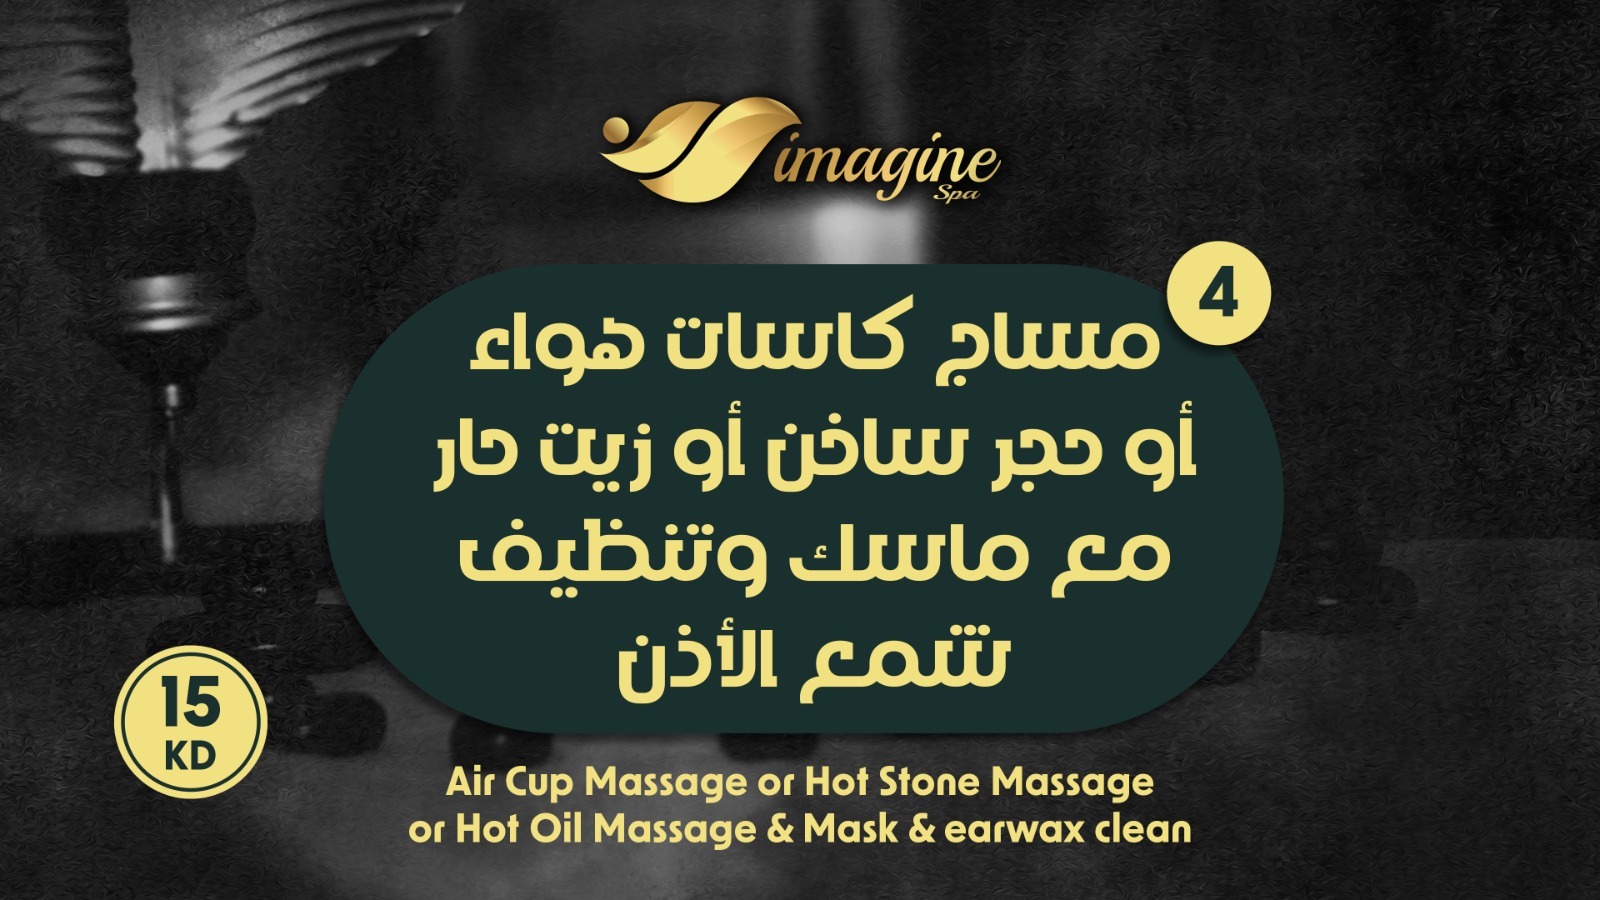 imagine
Spa
4
مساج كاسات هواء
أو حجر ساخن أو زيت حار
مع ماسك وتنظيف
شمع الأذن
15
KD
Air Cup Massage or Hot Stone Massage
or Hot Oil Massage & Mask & earwax clean